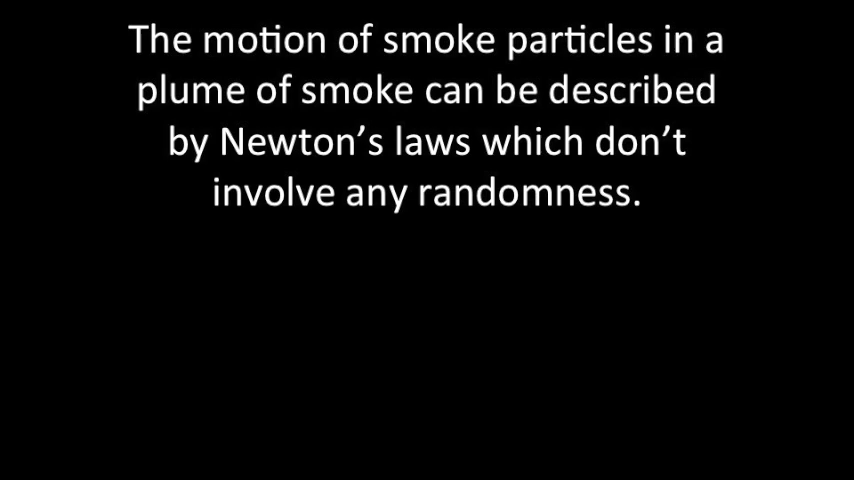 The motion of smoke particles in a
plume of smoke can be described
by Newton’s laws which don’t
involve any randomness.